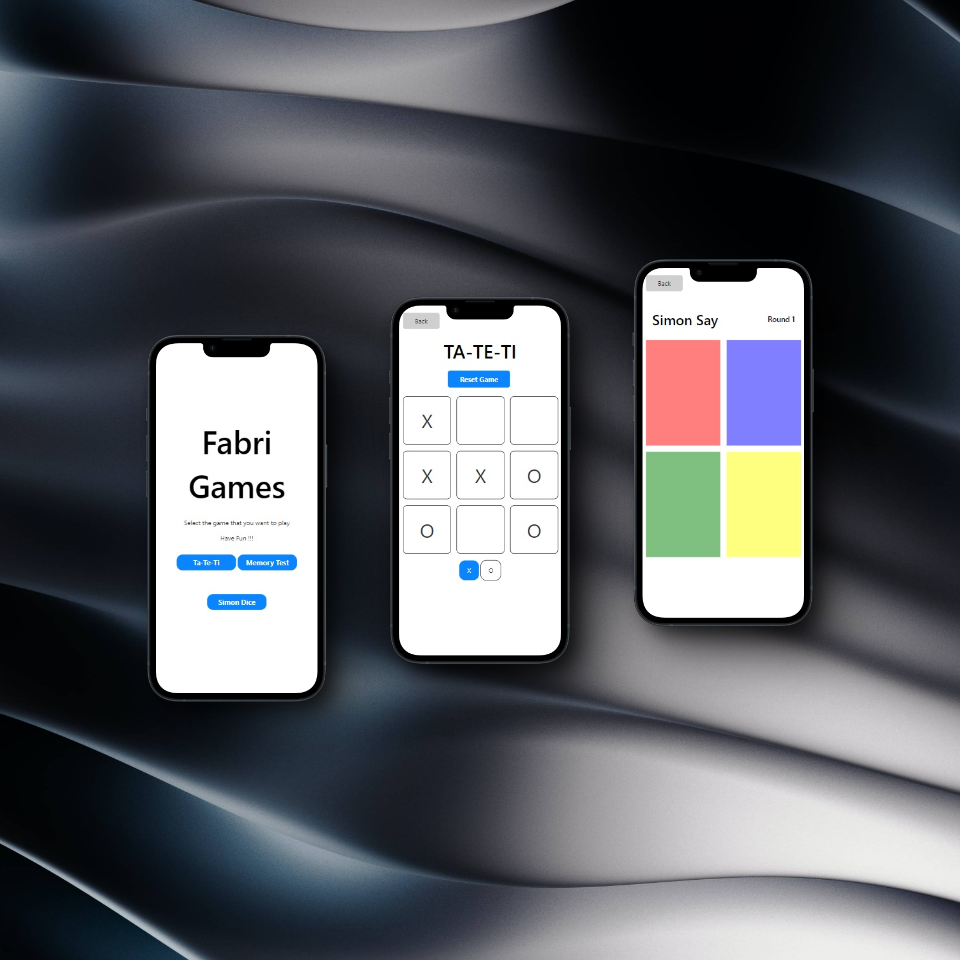 Fabri
Games
Select the game that you want to play.
Have Fun !!!
Ta-Te-Ti
Memory Test
Simon Dice
Back
TA-TE-TI
Reset Game
X
X X O
O O
X O
Back
Simon Say
Round 1